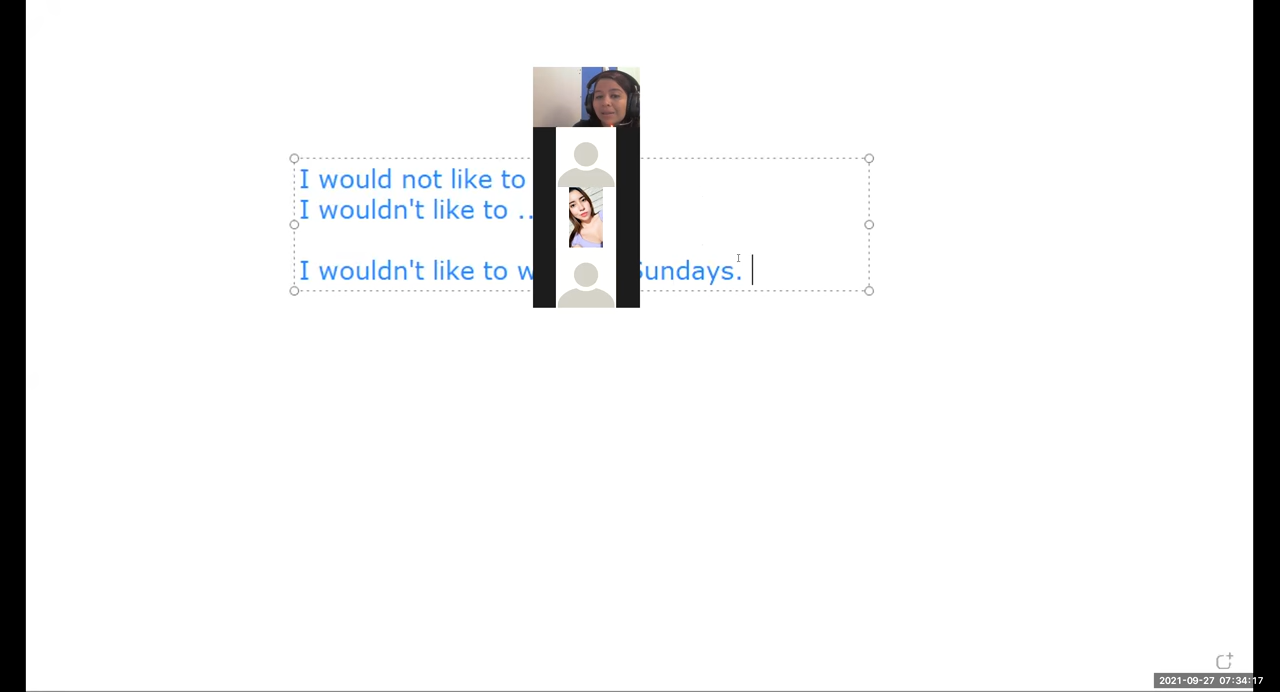 I would not like to
I wouldn't like to ..
I wouldn't like to Sundays.
2021-09-27 07:34:17